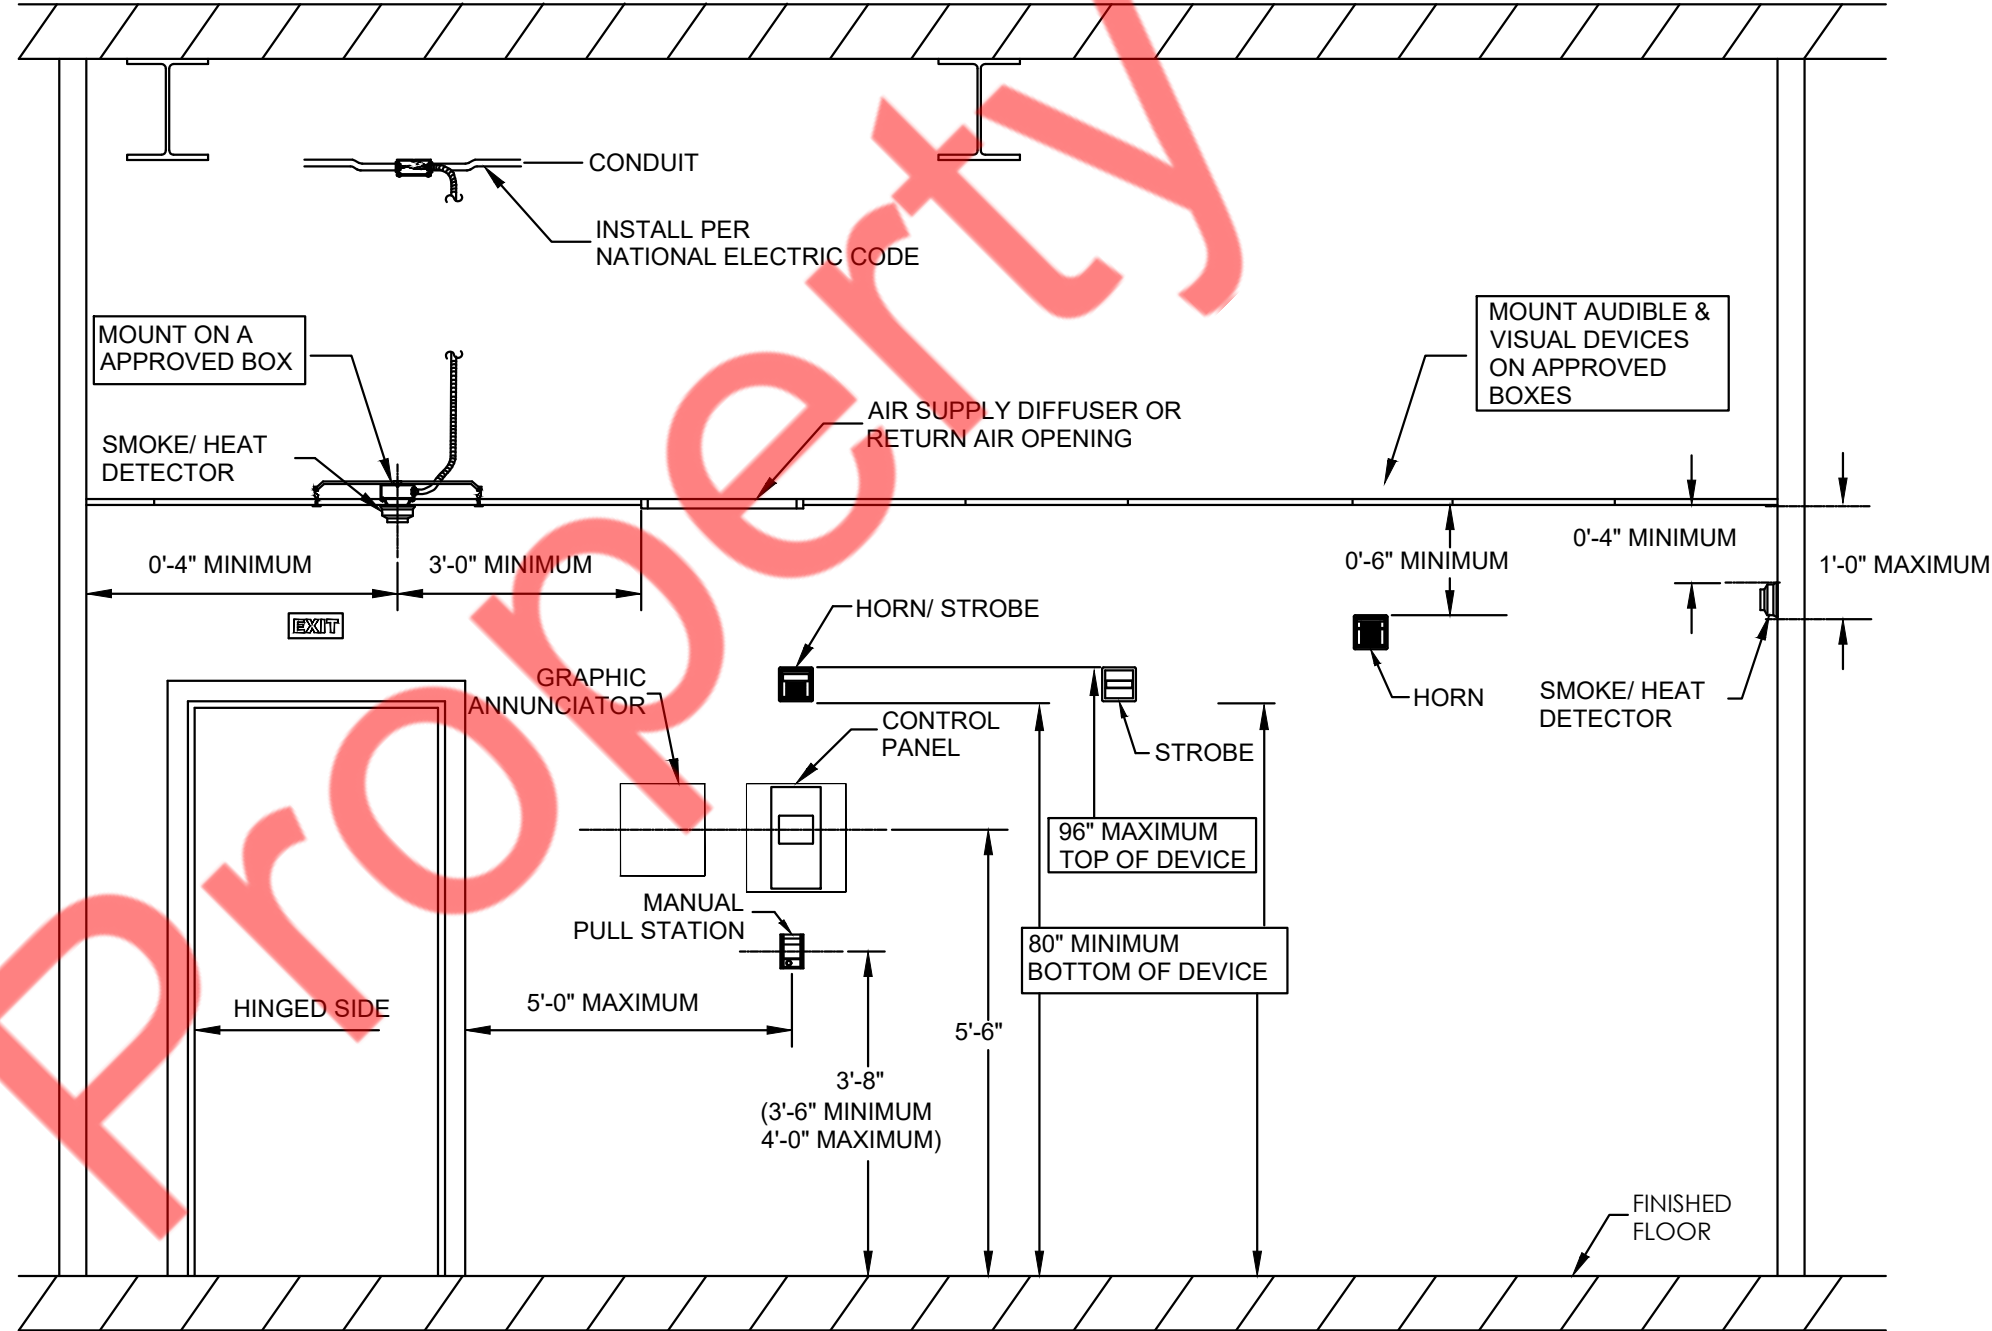 CONDUIT
INSTALL PER
NATIONAL ELECTRIC CODE
MOUNT ON A
APPROVED BOX
MOUNT AUDIBLE &
VISUAL DEVICES
ON APPROVED
BOXES
SMOKE/ HEAT
DETECTOR
AIR SUPPLY DIFFUSER OR
RETURN AIR OPENING
0'-4" MINIMUM
3'-0" MINIMUM
0'-6" MINIMUM
0'-4" MINIMUM
1'-0" MAXIMUM
EXIT
HORN/ STROBE
GRAPHIC
ANNUNCIATOR
CONTROL
PANEL
STROBE
HORN
SMOKE/ HEAT
DETECTOR
96" MAXIMUM
TOP OF DEVICE
MANUAL
PULL STATION
80" MINIMUM
BOTTOM OF DEVICE
HINGED SIDE
5'-0" MAXIMUM
5'-6"
3'-8"
(3'-6" MINIMUM
4'-0" MAXIMUM)
FINISHED
FLOOR
Property